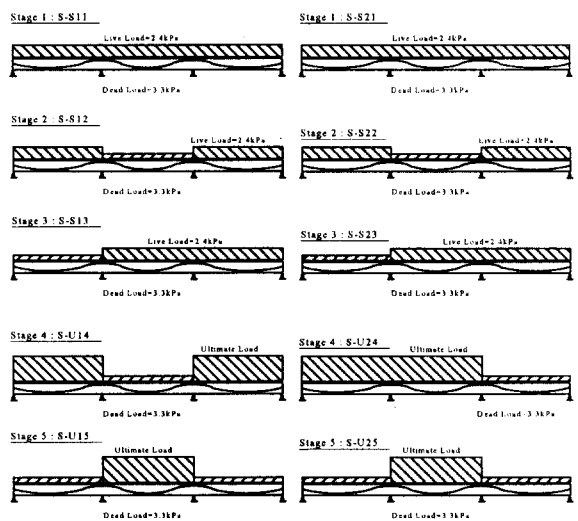 Stage 1 : S-S11
Live Load=2.4kPa
Dead Load=3.3kPa
Stage 1 : S-S21
Live Load=2.4kPa
Dead Load=3.3kPa
Stage 2 : S-S12
Live Load=2.4kPa
Dead Load=3.3kPa
Stage 2 : S-S22
Live Load=2.4kPa
Dead Load=3.3kPa
Stage 3 : S-S13
Live Load=2.4kPa
Dead Load=3.3kPa
Stage 3 : S-S23
Live Load=2.4kPa
Dead Load=3.3kPa
Stage 4 : S-U14
Ultimate Load
Dead Load=3.3kPa
Stage 4 : S-U24
Ultimate Load
Dead Load=3.3kPa
Stage 5 : S-U15
Ultimate Load
Dead Load=3.3kPa
Stage 5 : S-U25
Ultimate Load
Dead Load=3.3kPa